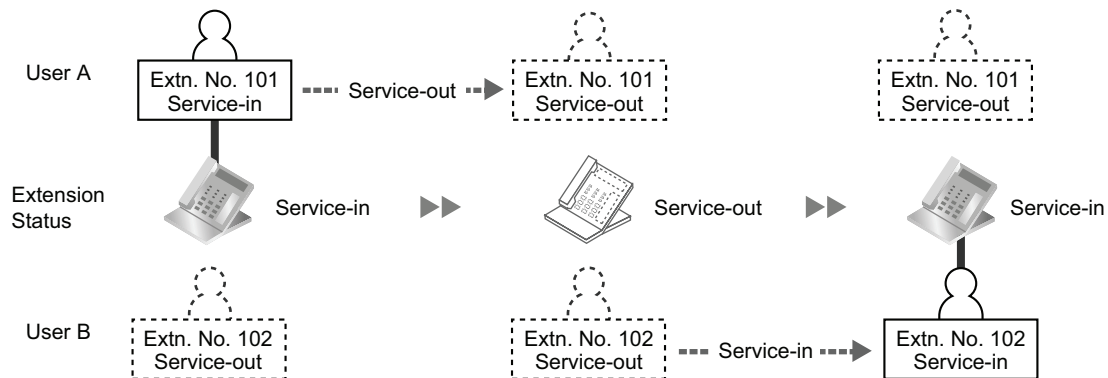 User A
Extn. No. 101
Service-in
Service-out
Extn. No. 101
Service-out
Extn. No. 101
Service-out
Extension
Status
Service-in
Service-out
Service-in
User B
Extn. No. 102
Service-out
Extn. No. 102
Service-out
Service-in
Extn. No. 102
Service-in